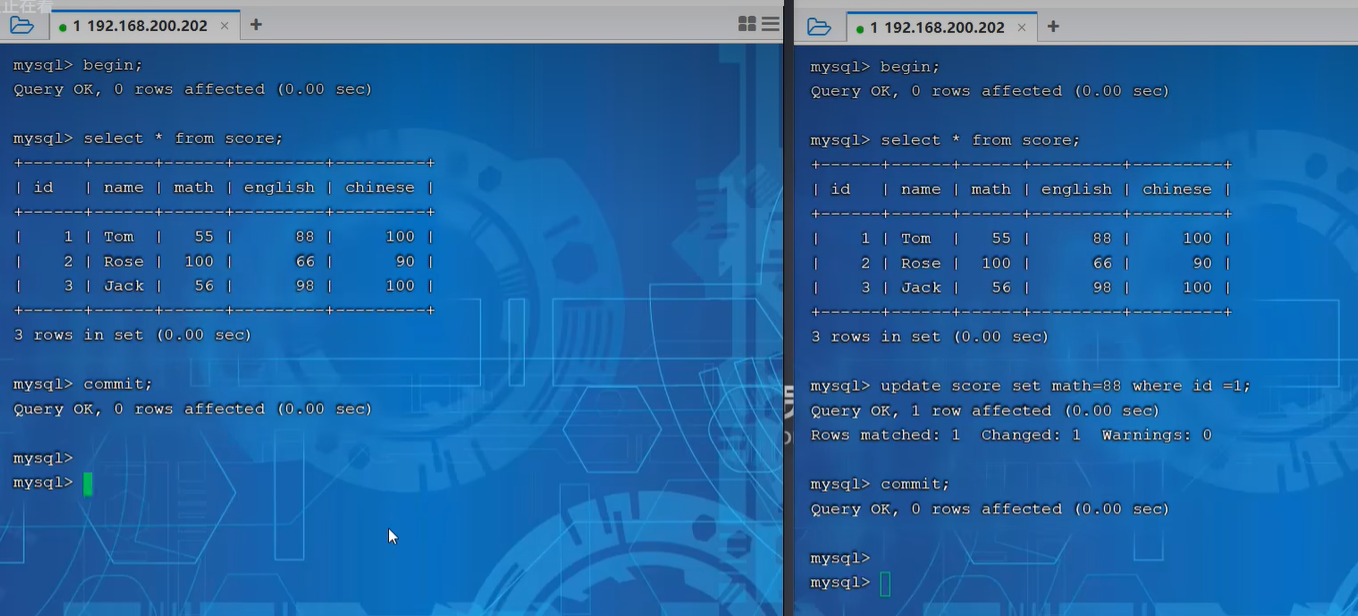 正在看
1 192.168.200.202 × +
mysql> begin;
Query OK, 0 rows affected (0.00 sec)
mysql> select * from score;
+------+------+------+---------+---------+
| id   | name | math | english | chinese |
+------+------+------+---------+---------+
|    1 | Tom  |   55 |      88 |     100 |
|    2 | Rose |  100 |      66 |      90 |
|    3 | Jack |   56 |      98 |     100 |
+------+------+------+---------+---------+
3 rows in set (0.00 sec)
mysql> commit;
Query OK, 0 rows affected (0.00 sec)
mysql>
mysql>
1 192.168.200.202 × +
mysql> begin;
Query OK, 0 rows affected (0.00 sec)
mysql> select * from score;
+------+------+------+---------+---------+
| id   | name | math | english | chinese |
+------+------+------+---------+---------+
|    1 | Tom  |   55 |      88 |     100 |
|    2 | Rose |  100 |      66 |      90 |
|    3 | Jack |   56 |      98 |     100 |
+------+------+------+---------+---------+
3 rows in set (0.00 sec)
mysql> update score set math=88 where id =1;
Query OK, 1 row affected (0.00 sec)
Rows matched: 1  Changed: 1  Warnings: 0
mysql> commit;
Query OK, 0 rows affected (0.00 sec)
mysql>
mysql>